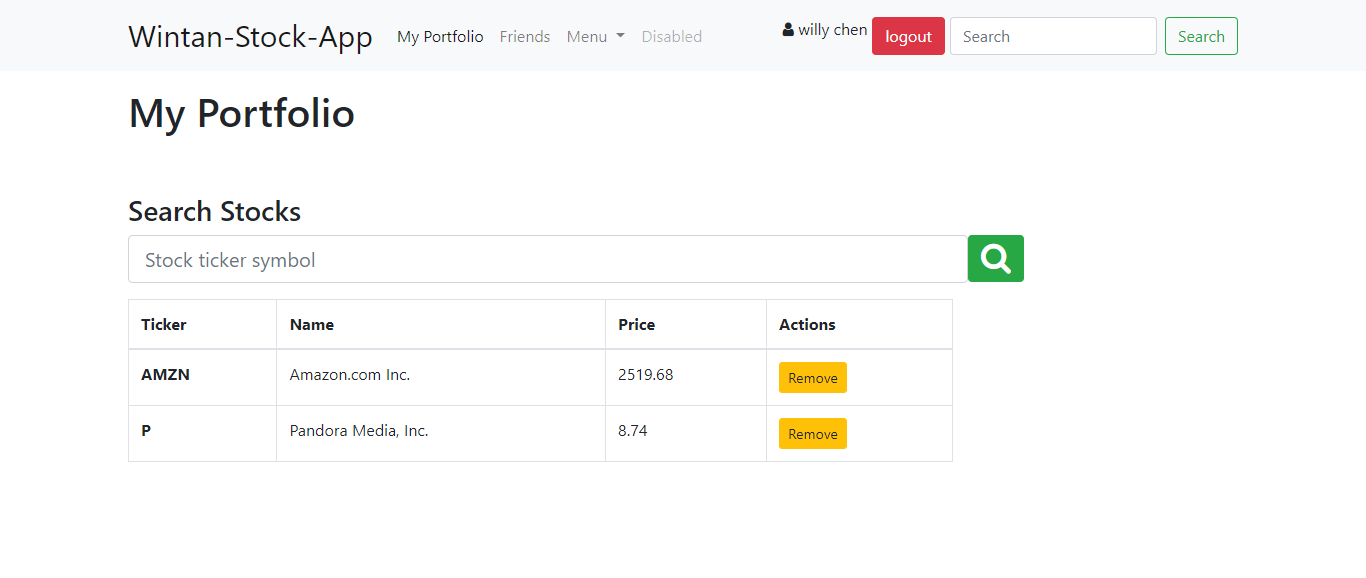 Wintan-Stock-App My Portfolio Friends Menu Disabled willy chen logout Search Search
My Portfolio
Search Stocks
Stock ticker symbol
Ticker Name Price Actions
AMZN Amazon.com Inc. 2519.68 Remove
P Pandora Media, Inc. 8.74 Remove